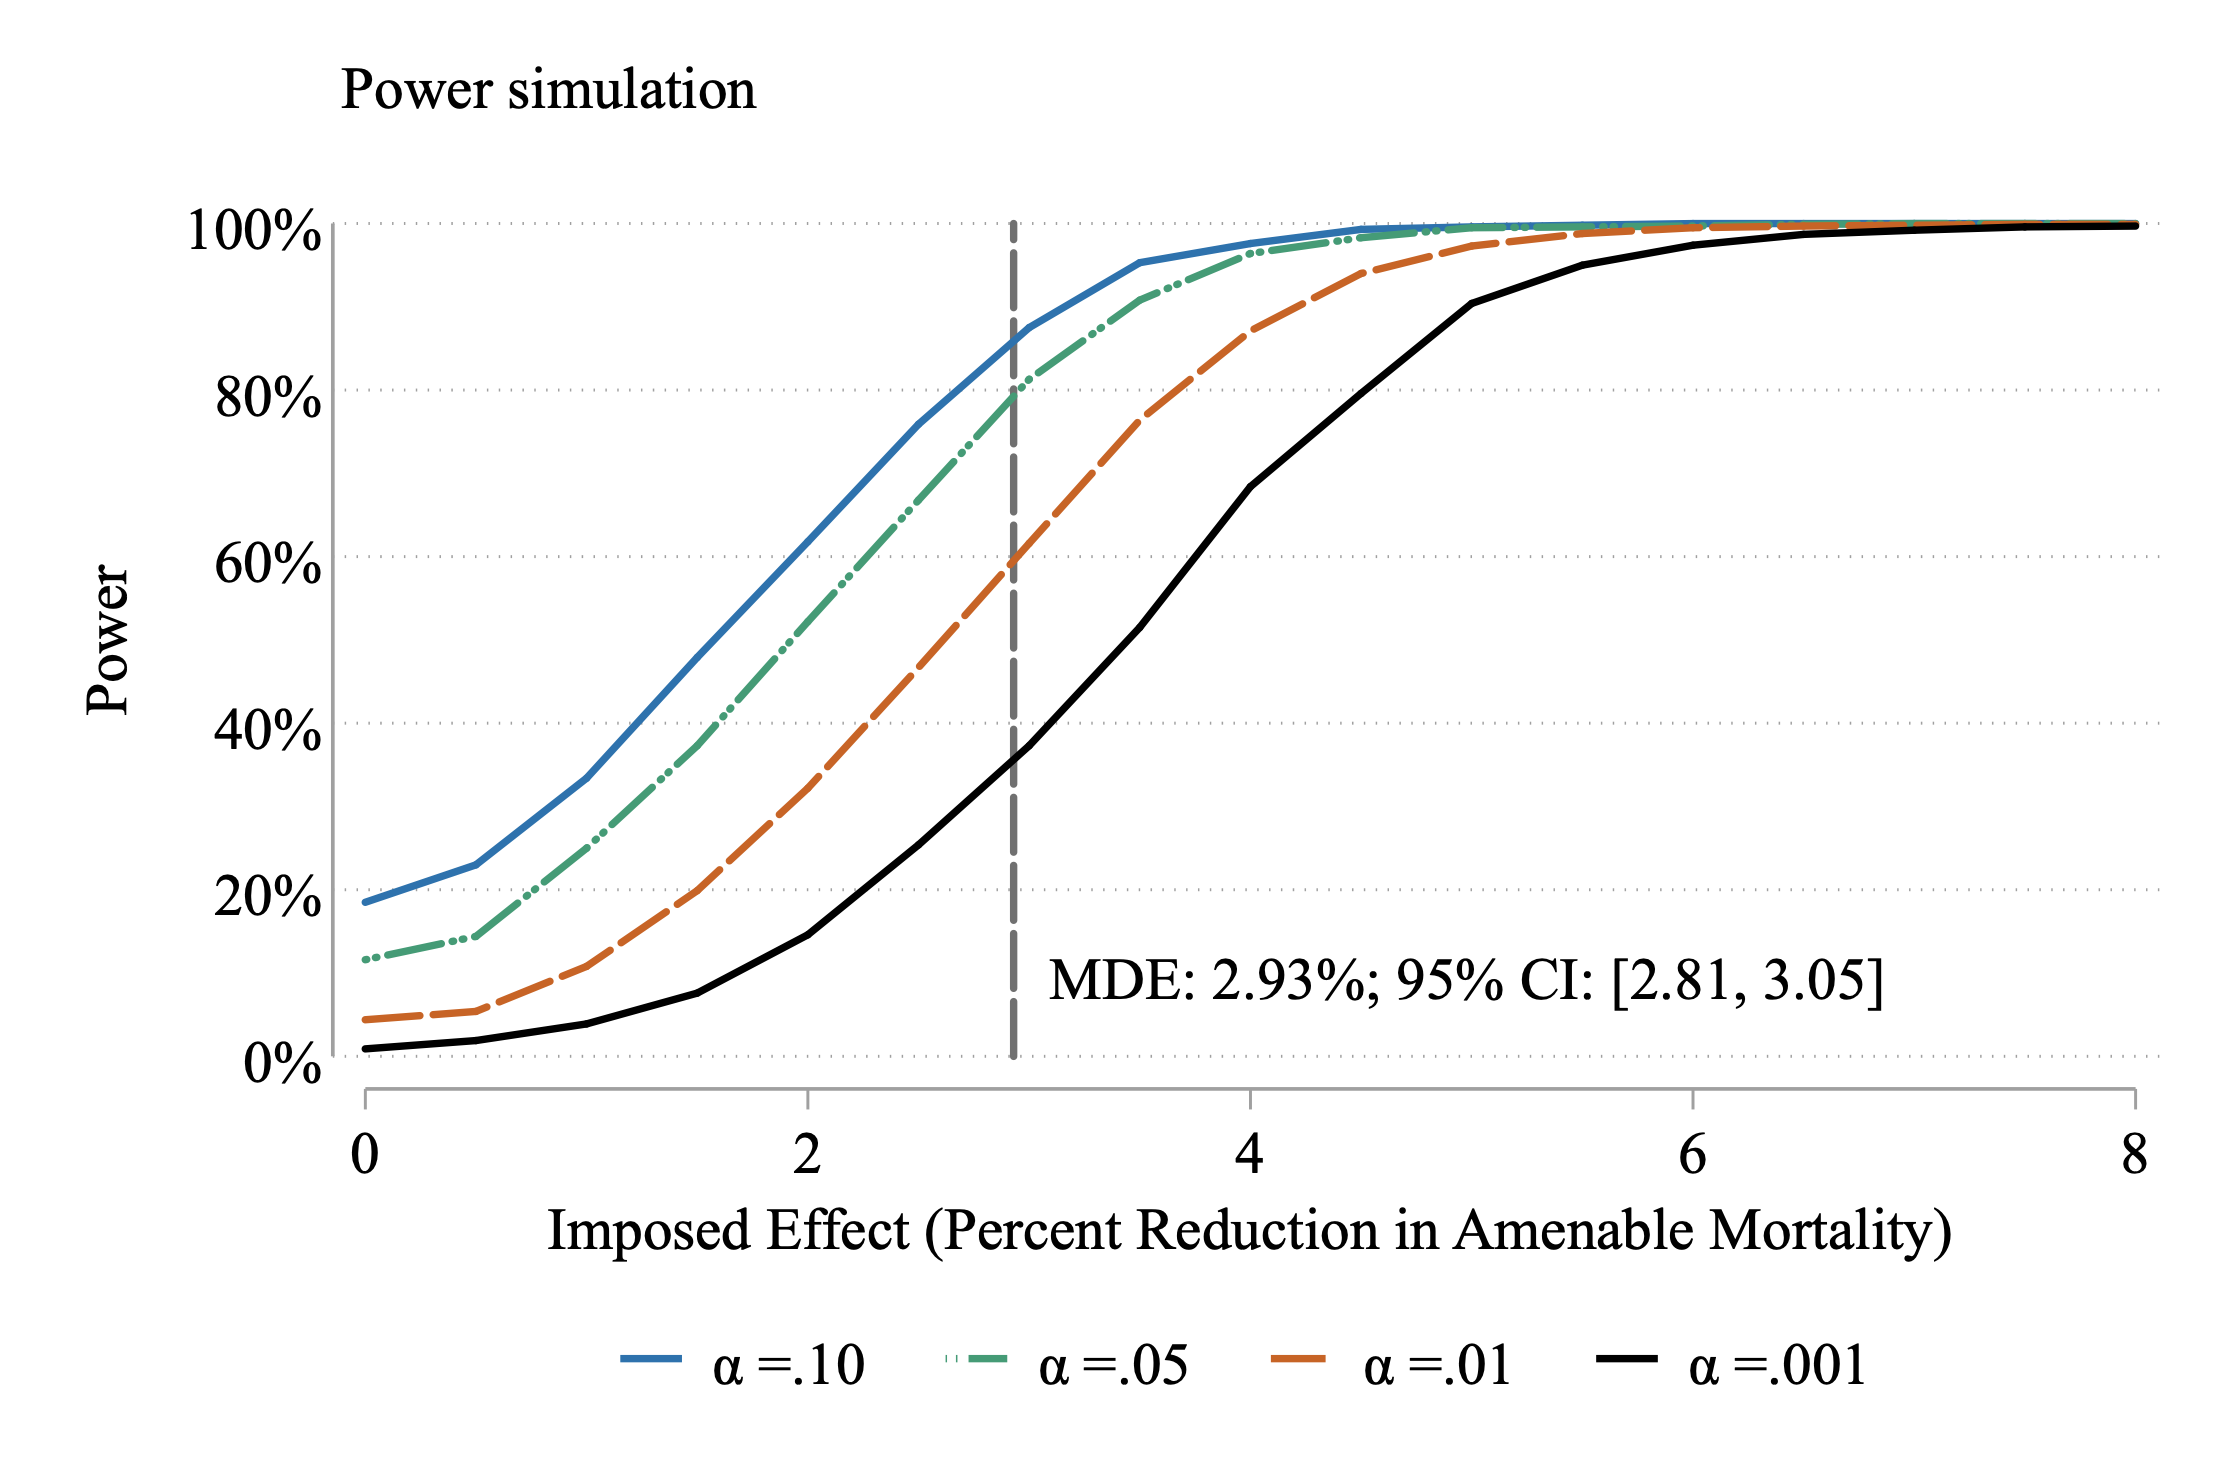 Power simulation
100%
80%
60%
40%
20%
0%
Power
MDE: 2.93%; 95% CI: [2.81, 3.05]
0 2 4 6 8
Imposed Effect (Percent Reduction in Amenable Mortality)
α =.10 α =.05 α =.01 α =.001